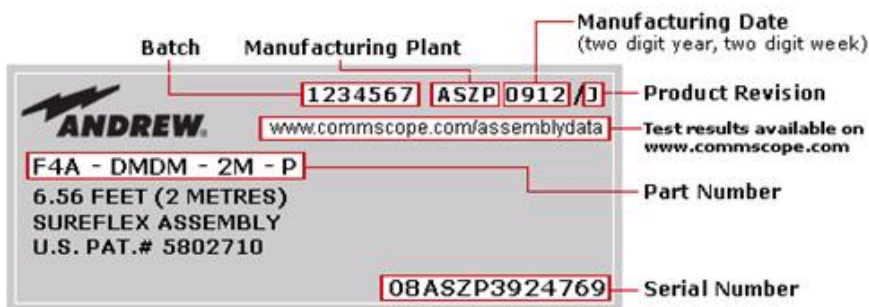 Manufacturing Date
(two digit year, two digit week)
Batch
Manufacturing Plant
1234567 ASZP 0912 /J
Product Revision
ANDREW.
www.commscope.com/assemblydata
Test results available on
www.commscope.com
F4A - DMDM - 2M - P
Part Number
6.56 FEET (2 METRES)
SUREFLEX ASSEMBLY
U.S. PAT.# 5802710
08ASZP3924769
Serial Number